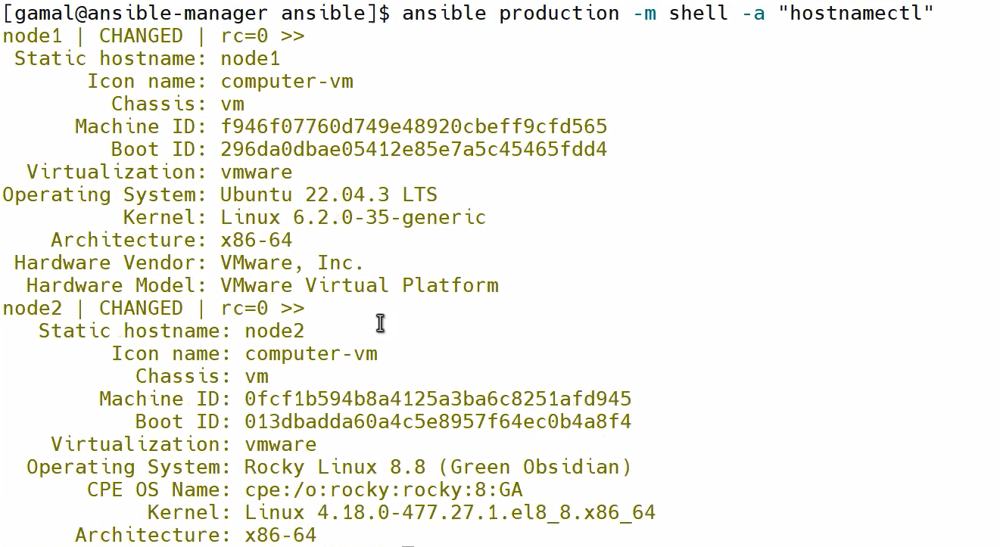 [gamal@ansible-manager ansible]$ ansible production -m shell -a "hostnamectl"
node1 | CHANGED | rc=0 >>
Static hostname: node1
Icon name: computer-vm
Chassis: vm
Machine ID: f946f07760d749e48920cbeff9cfd565
Boot ID: 296da0dbae05412e85e7a5c45465fdd4
Virtualization: vmware
Operating System: Ubuntu 22.04.3 LTS
Kernel: Linux 6.2.0-35-generic
Architecture: x86-64
Hardware Vendor: VMware, Inc.
Hardware Model: VMware Virtual Platform
node2 | CHANGED | rc=0 >>
Static hostname: node2
Icon name: computer-vm
Chassis: vm
Machine ID: 0fcf1b594b8a4125a3ba6c8251afd945
Boot ID: 013dbadda60a4c5e8957f64ec0b4a8f4
Virtualization: vmware
Operating System: Rocky Linux 8.8 (Green Obsidian)
CPE OS Name: cpe:/o:rocky:rocky:8:GA
Kernel: Linux 4.18.0-477.27.1.el8_8.x86_64
Architecture: x86-64